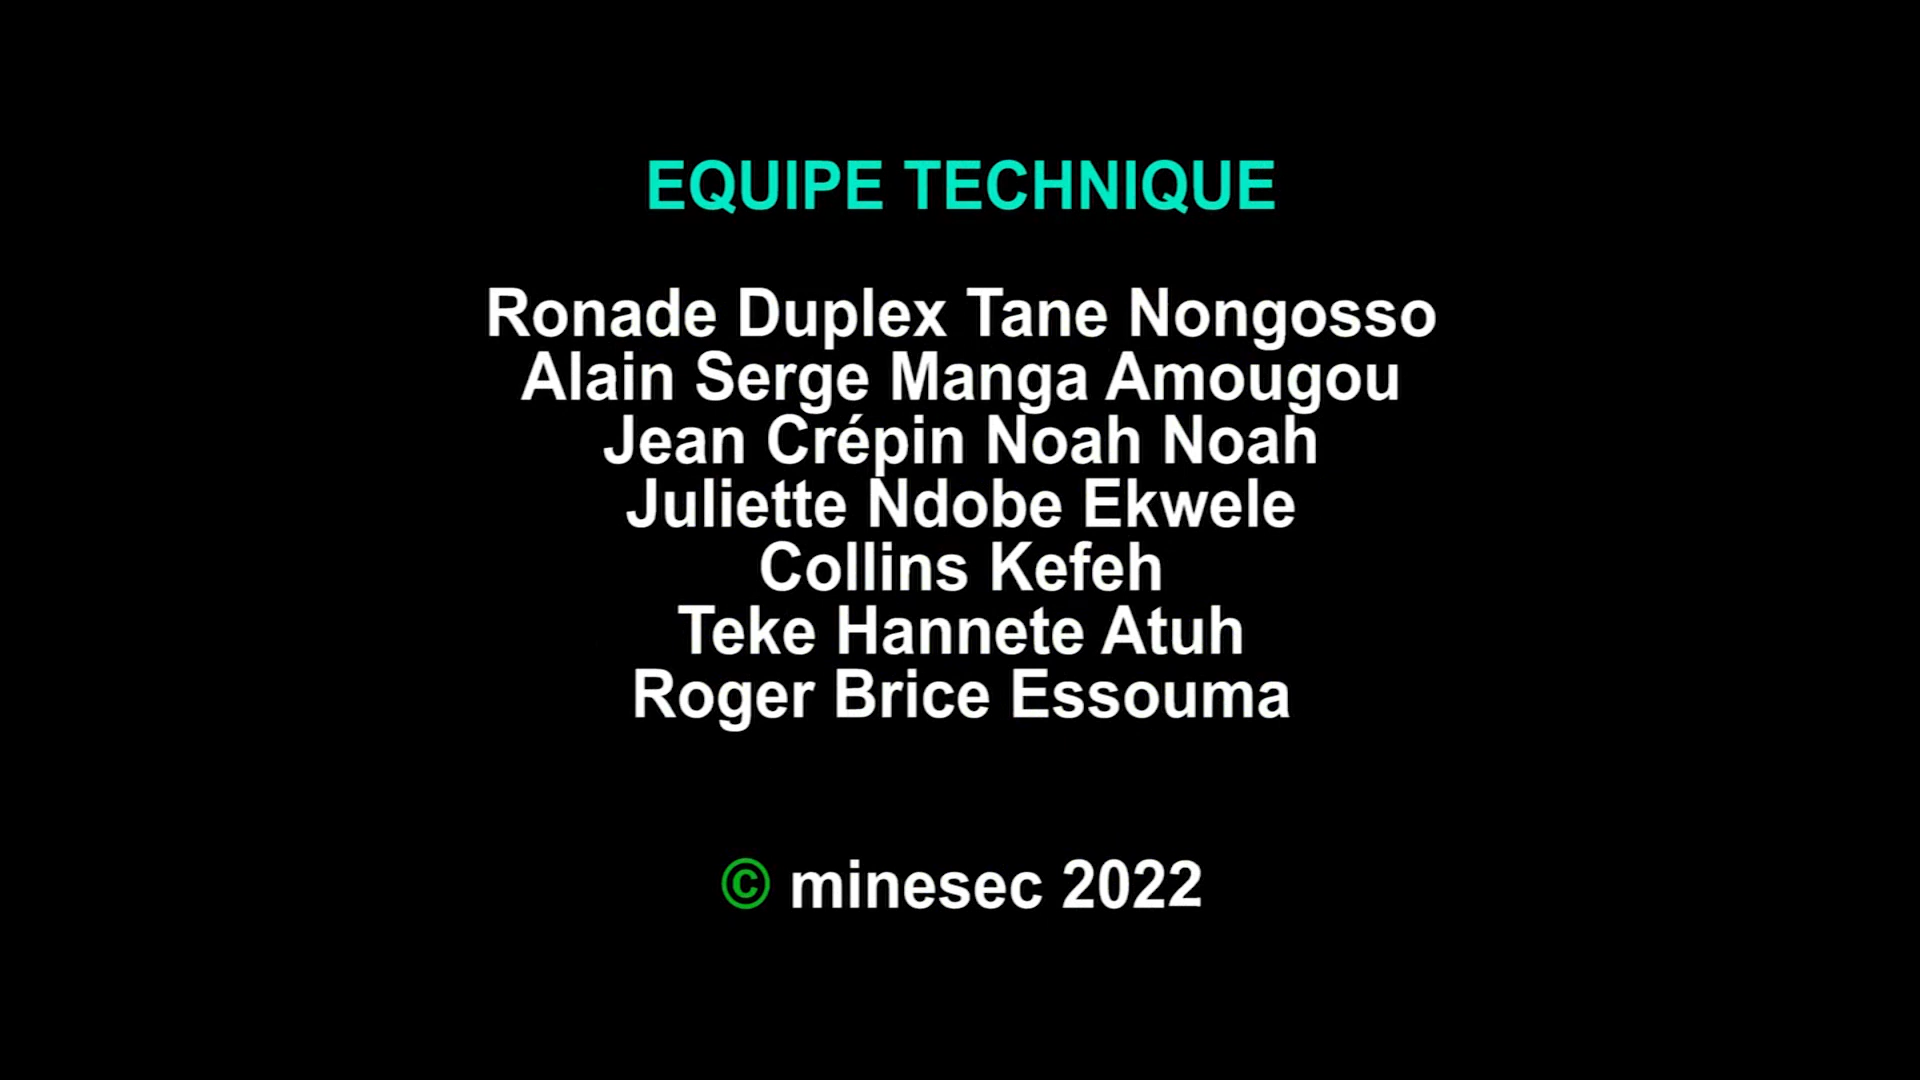 EQUIPE TECHNIQUE
Ronade Duplex Tane Nongosso
Alain Serge Manga Amougou
Jean Crépin Noah Noah
Juliette Ndobe Ekwele
Collins Kefeh
Teke Hannete Atuh
Roger Brice Essouma
© minesec 2022